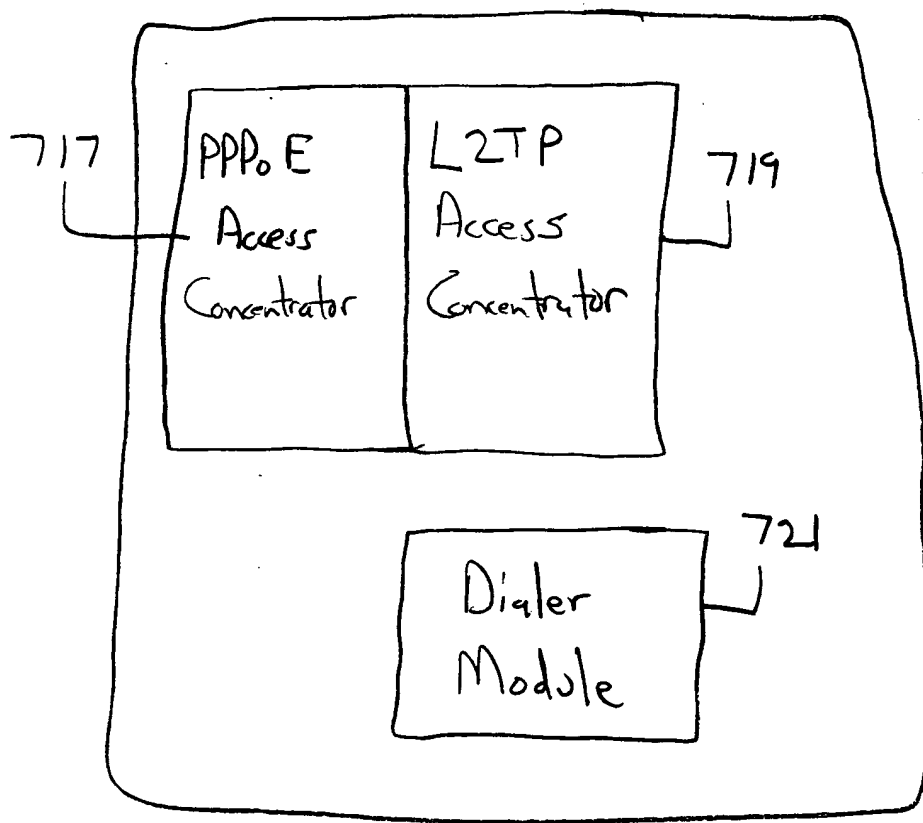 717
PPPoE
Access
Concentrator
L2TP
Access
Concentrator
719
721
Dialer
Module